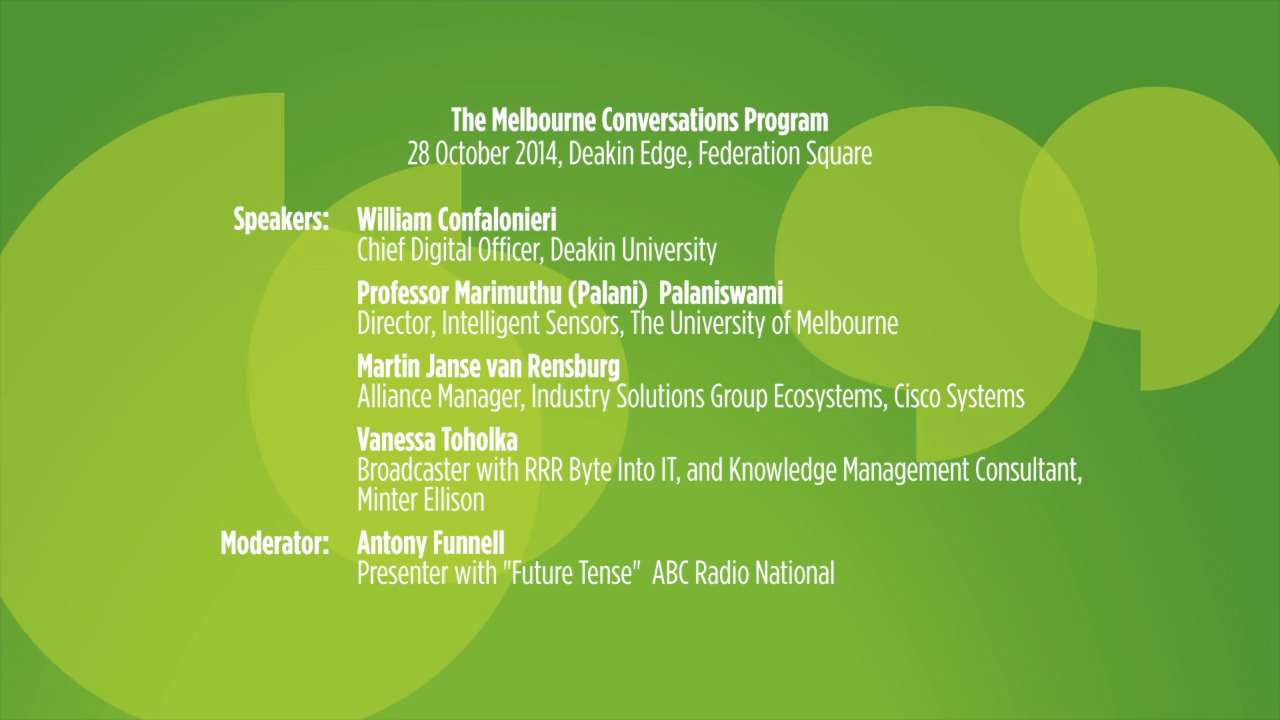 The Melbourne Conversations Program
28 October 2014, Deakin Edge, Federation Square
Speakers: William Confalonieri
Chief Digital Officer, Deakin University
Professor Marimuthu (Palani)  Palaniswami
Director, Intelligent Sensors, The University of Melbourne
Martin Janse van Rensburg
Alliance Manager, Industry Solutions Group Ecosystems, Cisco Systems
Vanessa Toholka
Broadcaster with RRR Byte Into IT, and Knowledge Management Consultant,
Minter Ellison
Moderator: Antony Funnell
Presenter with "Future Tense"  ABC Radio National